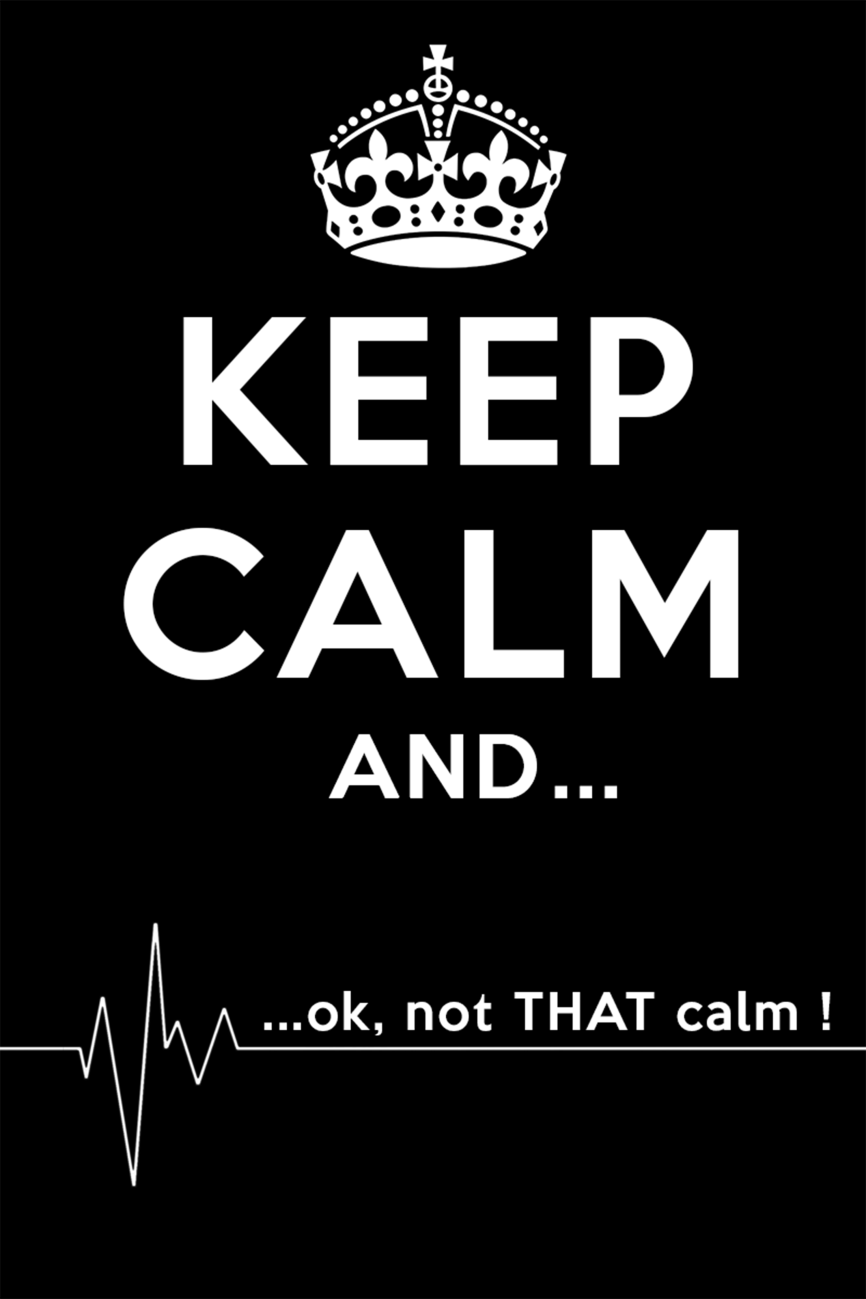 KEEP
CALM
AND...
...ok, not THAT calm !